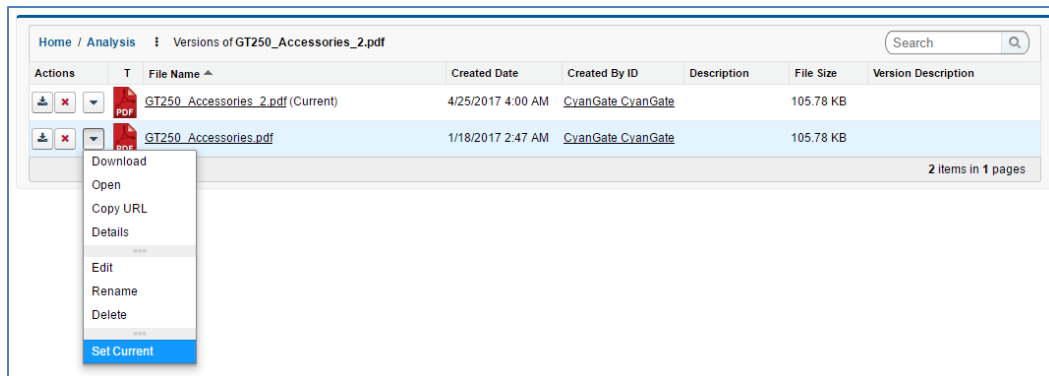 Home / Analysis ⋮ Versions of GT250_Accessories_2.pdf Search
Actions T File Name Created Date Created By ID Description File Size Version Description
PDF GT250_Accessories_2.pdf (Current) 4/25/2017 4:00 AM CyanGate CyanGate 105.78 KB
PDF GT250_Accessories.pdf 1/18/2017 2:47 AM CyanGate CyanGate 105.78 KB
2 items in 1 pages
Download
Open
Copy URL
Details
Edit
Rename
Delete
Set Current